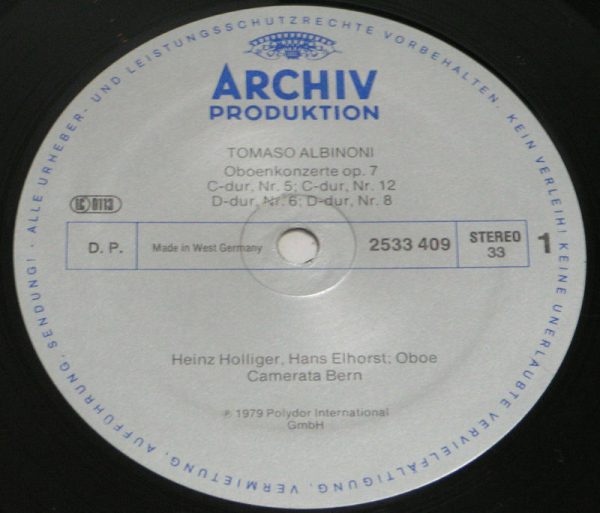 ALLE URHEBER- UND LEISTUNGSSCHUTZRECHTE VORBEHALTEN. KEIN VERLEIH! KEINE UNERLAUBTE VERVIELFÄLTIGUNG, VERMIETUNG, AUFFÜHRUNG, SENDUNG! ·
ARCHIV
PRODUKTION
TOMASO ALBINONI
Oboenkonzerte op. 7
C-dur, Nr. 5; C-dur, Nr. 12
D-dur, Nr. 6; D-dur, Nr. 8
LC 0113
D. P. Made in West Germany 2533 409 STEREO 33 1
Heinz Holliger, Hans Elhorst; Oboe
Camerata Bern
℗ 1979 Polydor International
GmbH